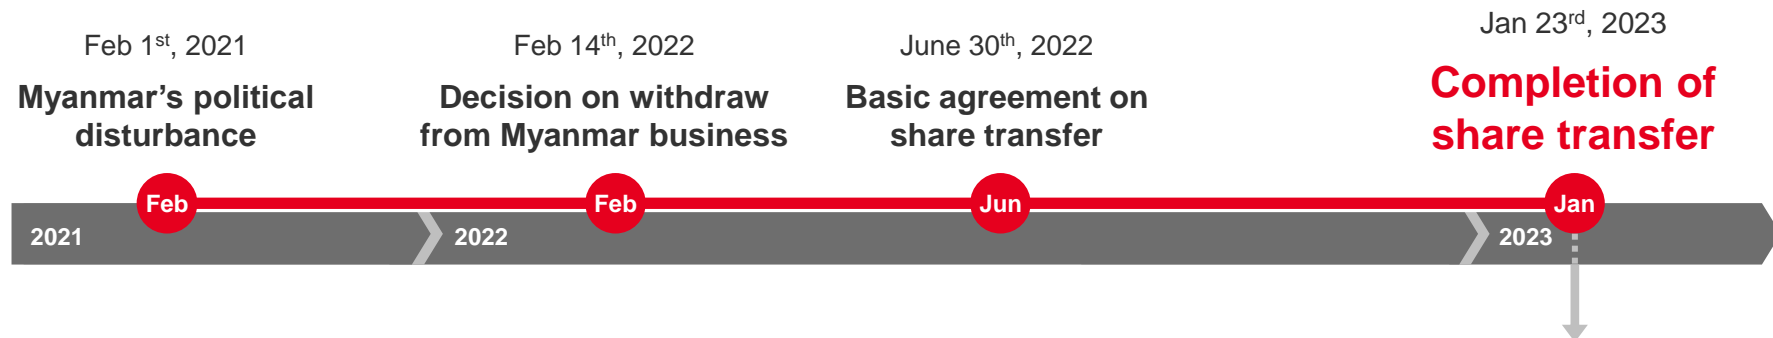 Feb 1st, 2021
Myanmar’s political
disturbance
Feb 14th, 2022
Decision on withdraw
from Myanmar business
June 30th, 2022
Basic agreement on
share transfer
Jan 23rd, 2023
Completion of
share transfer
Feb
Feb
Jun
Jan
2021
2022
2023